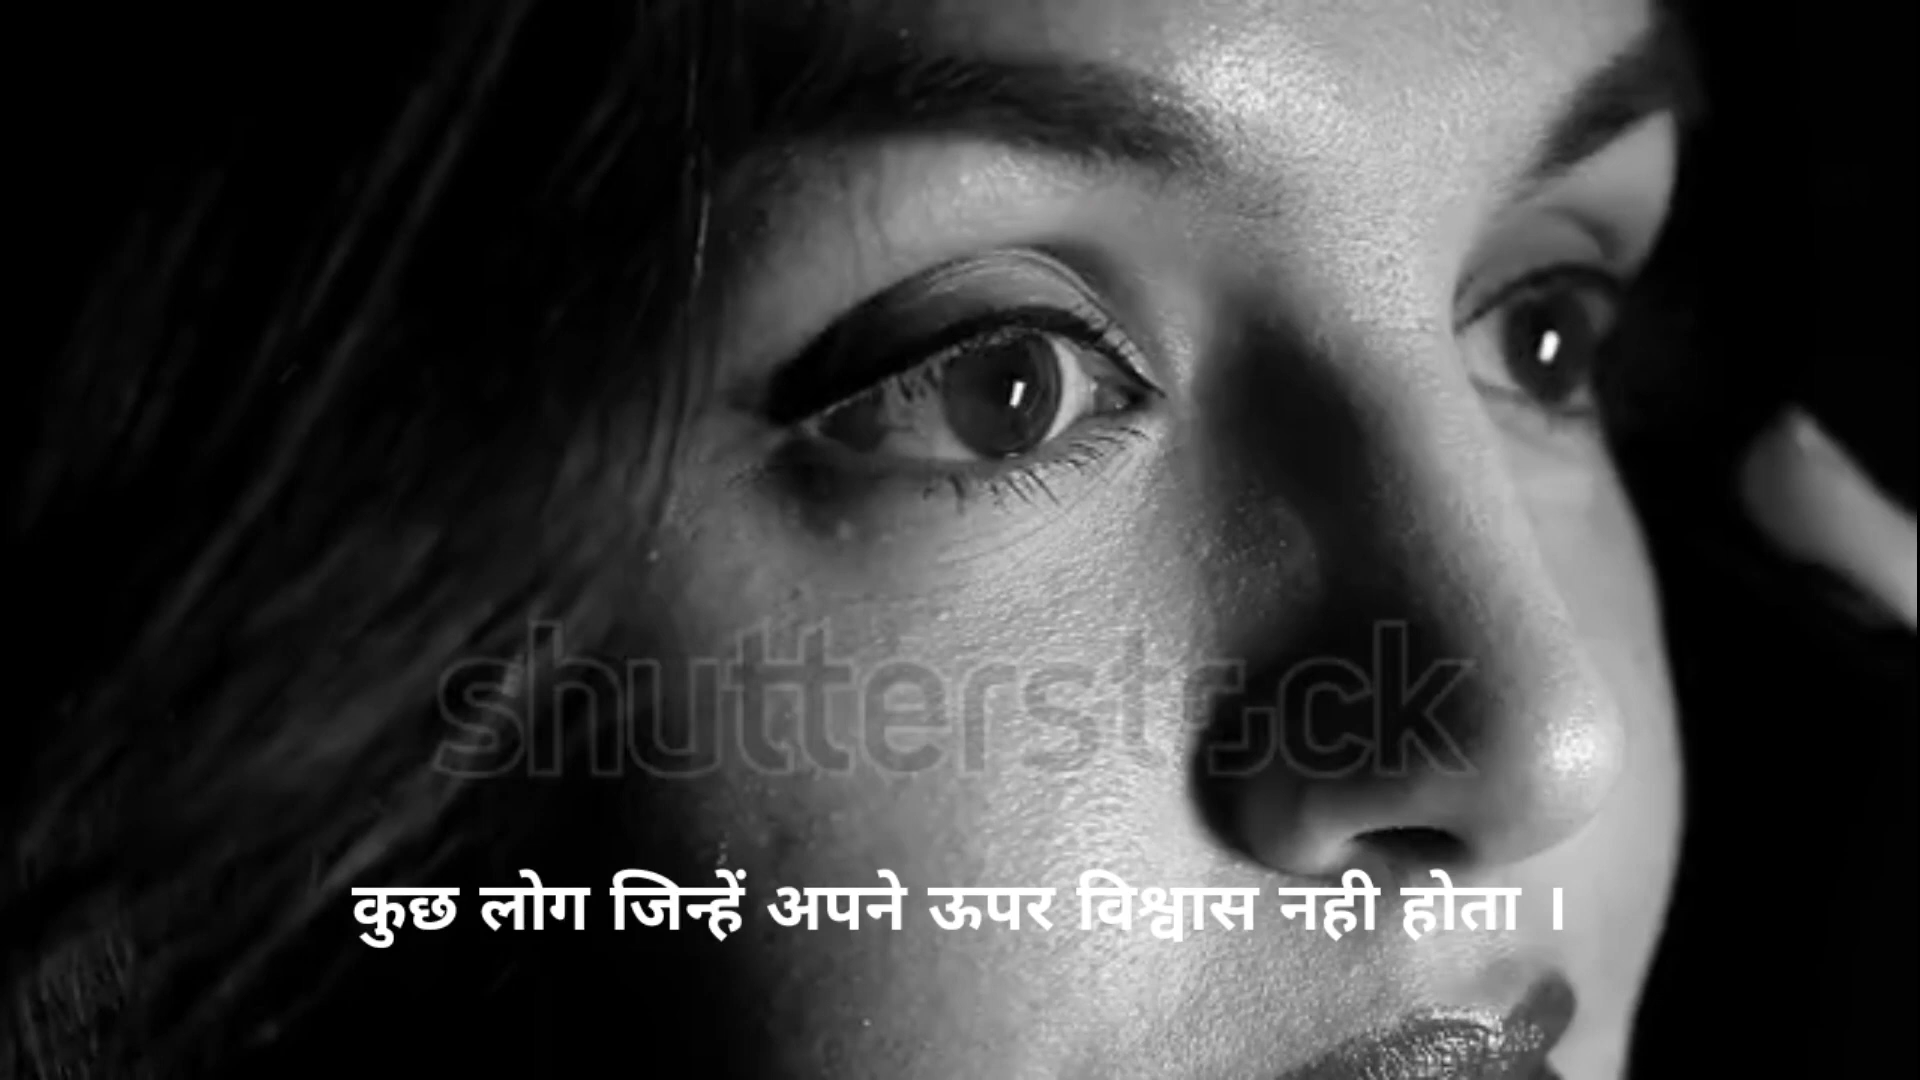 shutterstock
कुछ लोग जिन्हें अपने ऊपर विश्वास नही होता ।